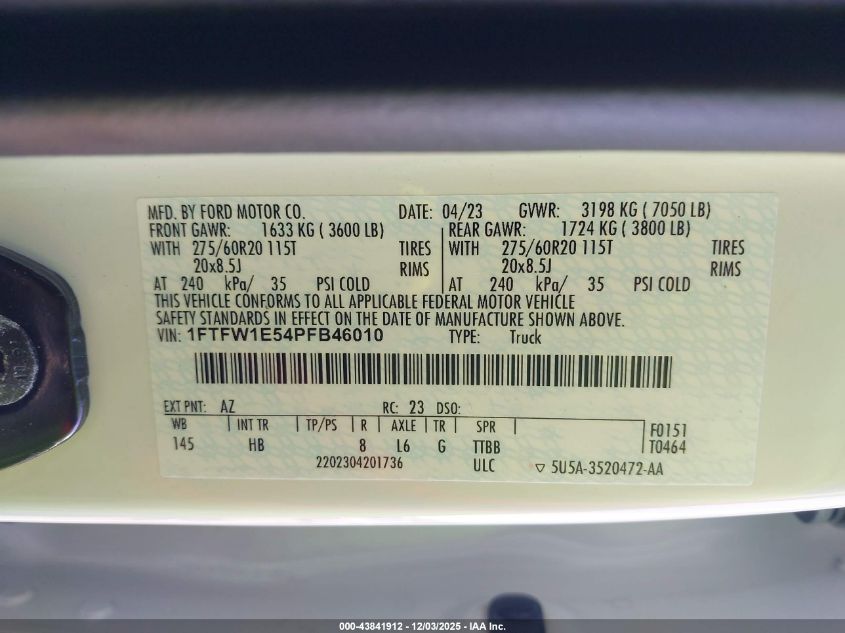 MFD. BY FORD MOTOR CO. DATE: 04/23 GVWR: 3198 KG ( 7050 LB)
FRONT GAWR: 1633 KG ( 3600 LB) REAR GAWR: 1724 KG ( 3800 LB)
WITH 275/60R20 115T TIRES WITH 275/60R20 115T TIRES
20x8.5J RIMS 20x8.5J RIMS
AT 240 kPa/ 35 PSI COLD AT 240 kPa/ 35 PSI COLD
THIS VEHICLE CONFORMS TO ALL APPLICABLE FEDERAL MOTOR VEHICLE
SAFETY STANDARDS IN EFFECT ON THE DATE OF MANUFACTURE SHOWN ABOVE.
VIN: 1FTFW1E54PFB46010 TYPE: Truck
EXT PNT: AZ RC: 23 DSO:
WB INT TR TP/PS R AXLE TR SPR F0151
145 HB 8 L6 G TTBB T0464
2202304201736 ULC ▽ 5U5A-3520472-AA
000-43841912 - 12/03/2025 - IAA Inc.